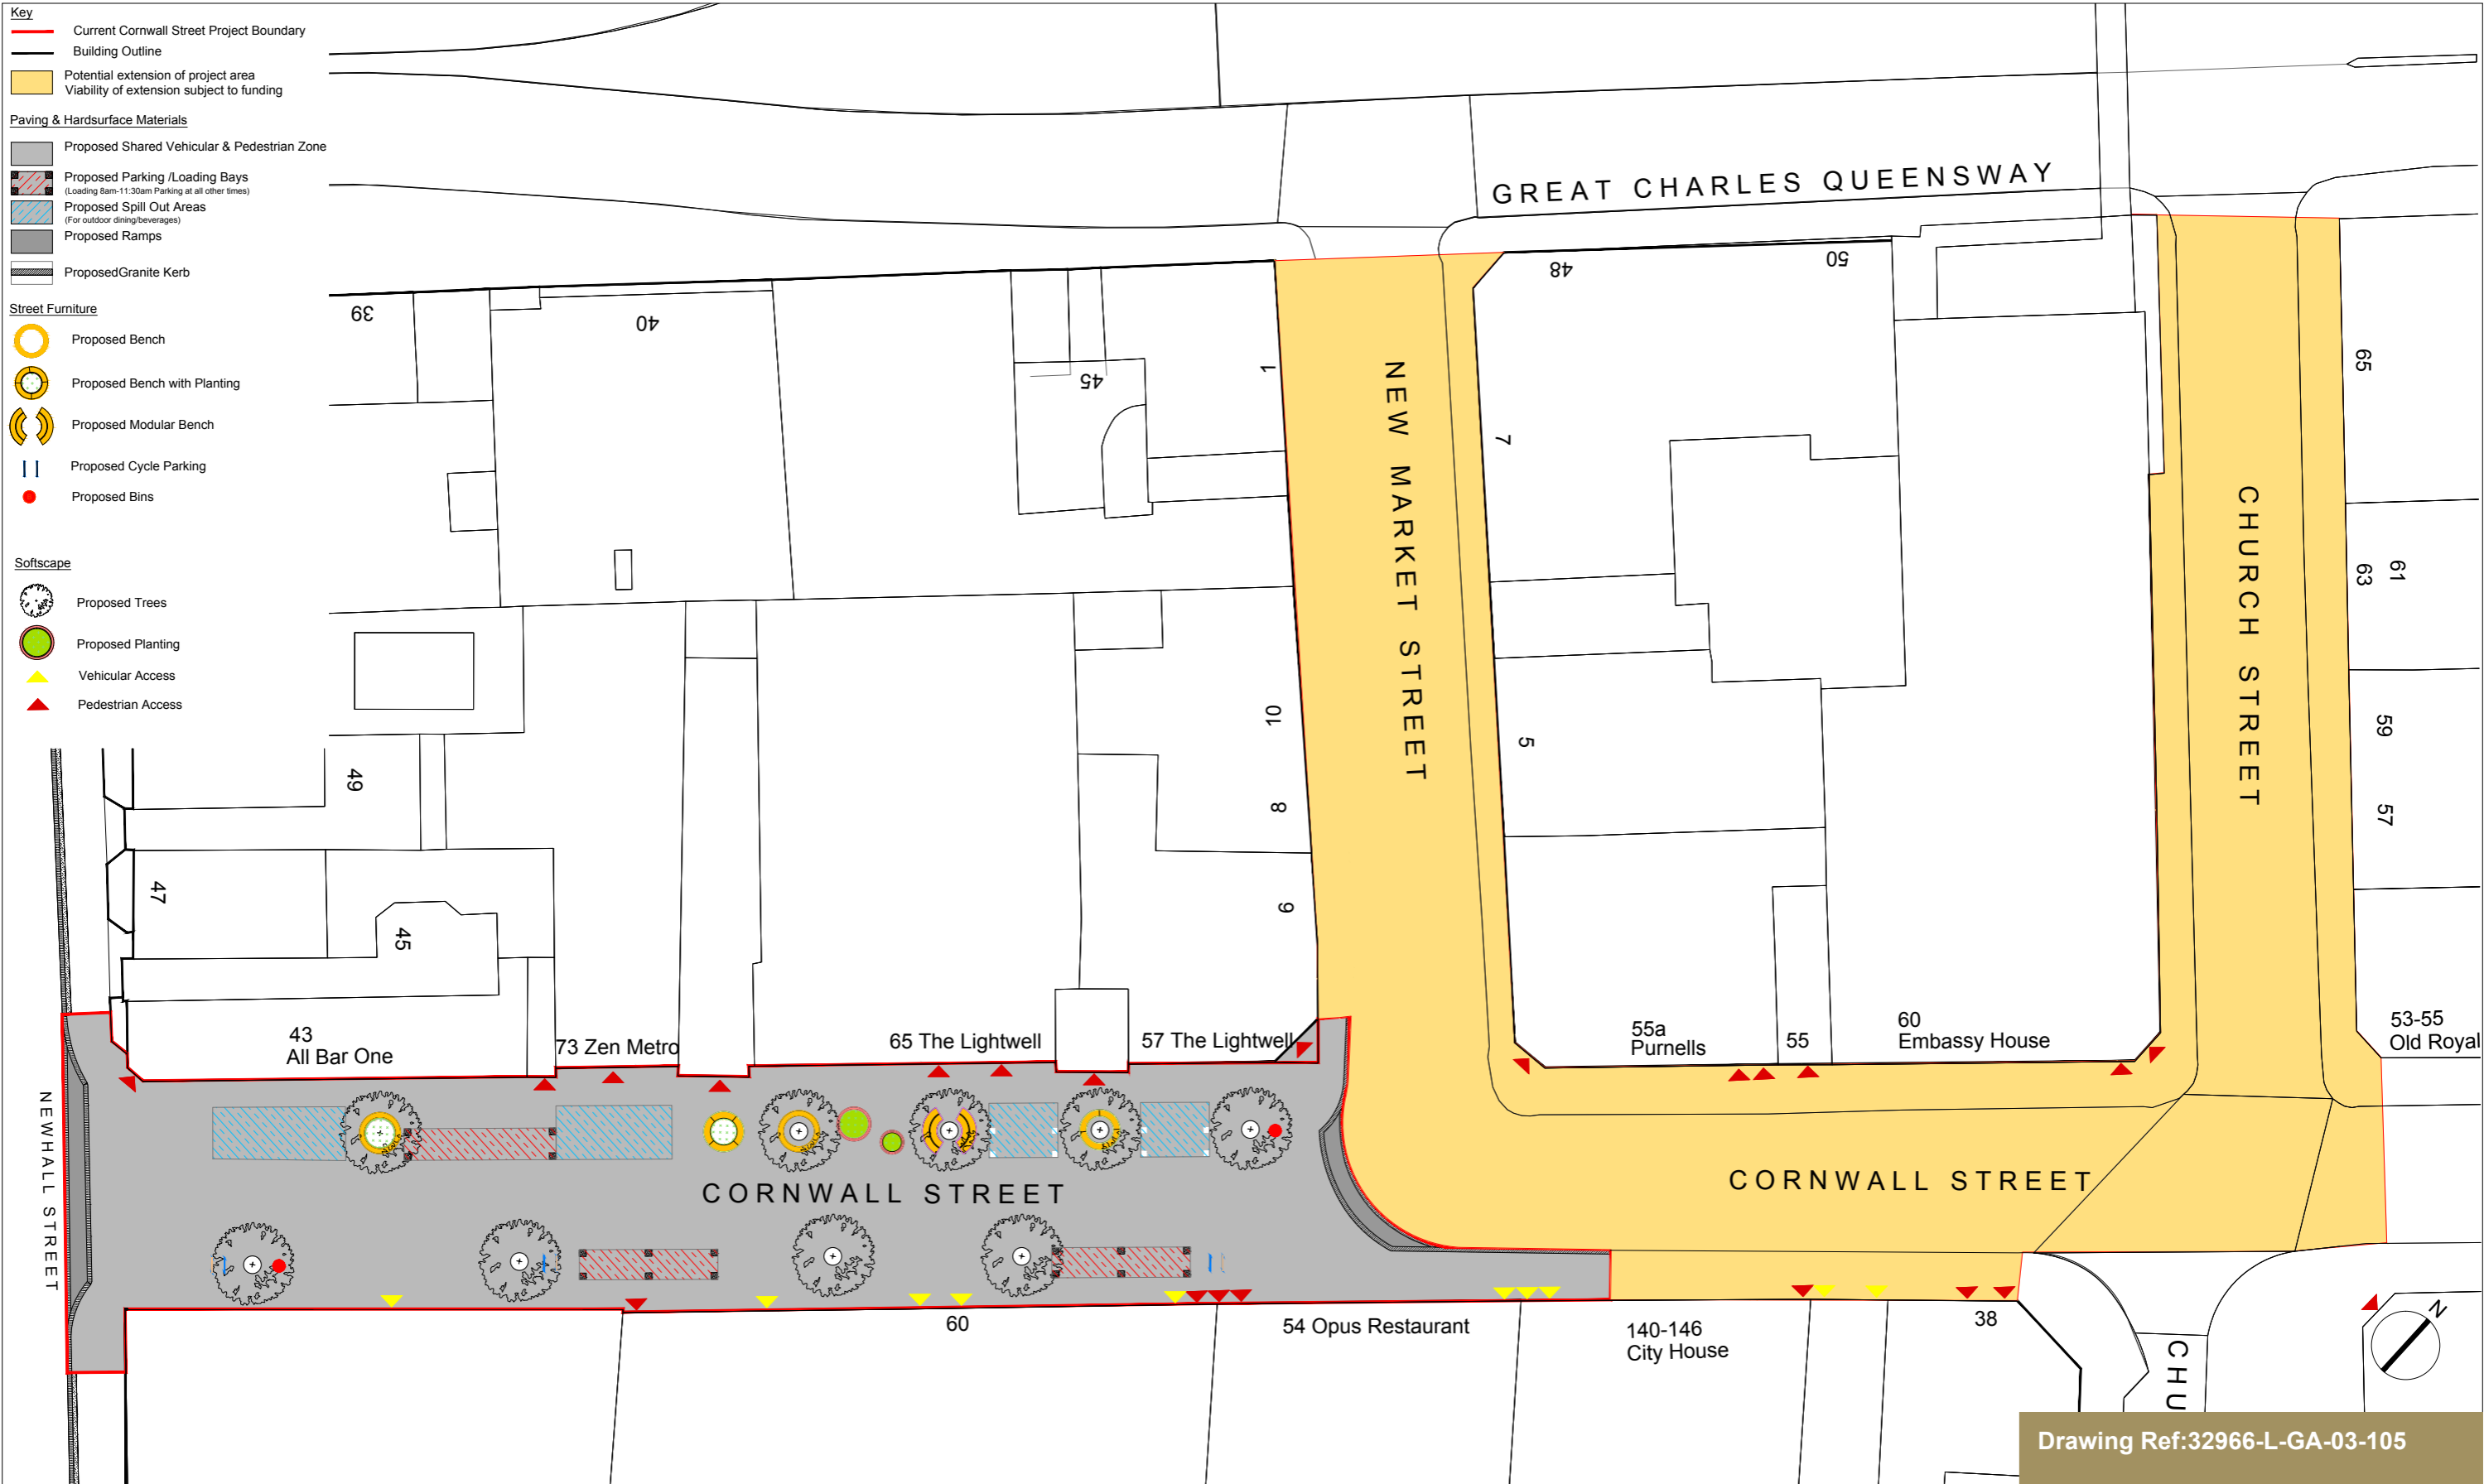 Key
Current Cornwall Street Project Boundary
Building Outline
Potential extension of project area
Viability of extension subject to funding
Paving & Hardsurface Materials
Proposed Shared Vehicular & Pedestrian Zone
Proposed Parking /Loading Bays
(Loading 8am-11:30am Parking at all other times)
Proposed Spill Out Areas
(For outdoor dining/beverages)
Proposed Ramps
ProposedGranite Kerb
Street Furniture
Proposed Bench
Proposed Bench with Planting
Proposed Modular Bench
Proposed Cycle Parking
Proposed Bins
Softscape
Proposed Trees
Proposed Planting
Vehicular Access
Pedestrian Access
GREAT CHARLES QUEENSWAY
39
40
45
1
48
50
7
65
NEW MARKET STREET
CHURCH STREET
63
61
10
8
9
5
59
57
49
47
45
43
All Bar One
73 Zen Metro
65 The Lightwell
57 The Lightwell
55a
Purnells
55
60
Embassy House
53-55
Old Royal
NEWHALL STREET
CORNWALL STREET
CORNWALL STREET
60
54 Opus Restaurant
140-146
City House
38
CHU
N
Drawing Ref:32966-L-GA-03-105